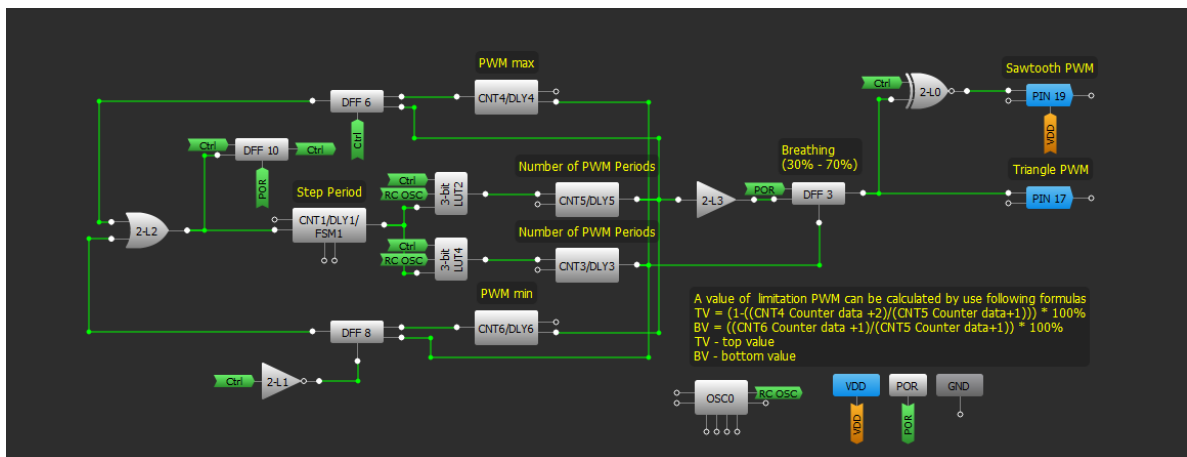 PWM max
Sawtooth PWM
CNT4/DLY4
Ctrl
2-L0
PIN 19
DFF 6
VDD
Ctrl
Breathing
(30% - 70%)
Triangle PWM
Ctrl
DFF 10
Ctrl
Number of PWM Periods
POR
DFF 3
PIN 17
POR
Step Period
Ctrl
RC OSC
3-bit
LUT2
CNT5/DLY5
2-L3
CNT1/DLY1/
FSM1
2-L2
Number of PWM Periods
Ctrl
RC OSC
3-bit
LUT4
CNT3/DLY3
PWM min
A value of limitation PWM can be calculated by use following formulas
TV = (1-((CNT4 Counter data +2)/(CNT5 Counter data+1))) * 100%
BV = ((CNT6 Counter data +1)/(CNT5 Counter data+1)) * 100%
TV - top value
BV - bottom value
DFF 8
CNT6/DLY6
Ctrl
2-L1
OSC0
RC OSC
VDD
POR
GND
VDD
POR